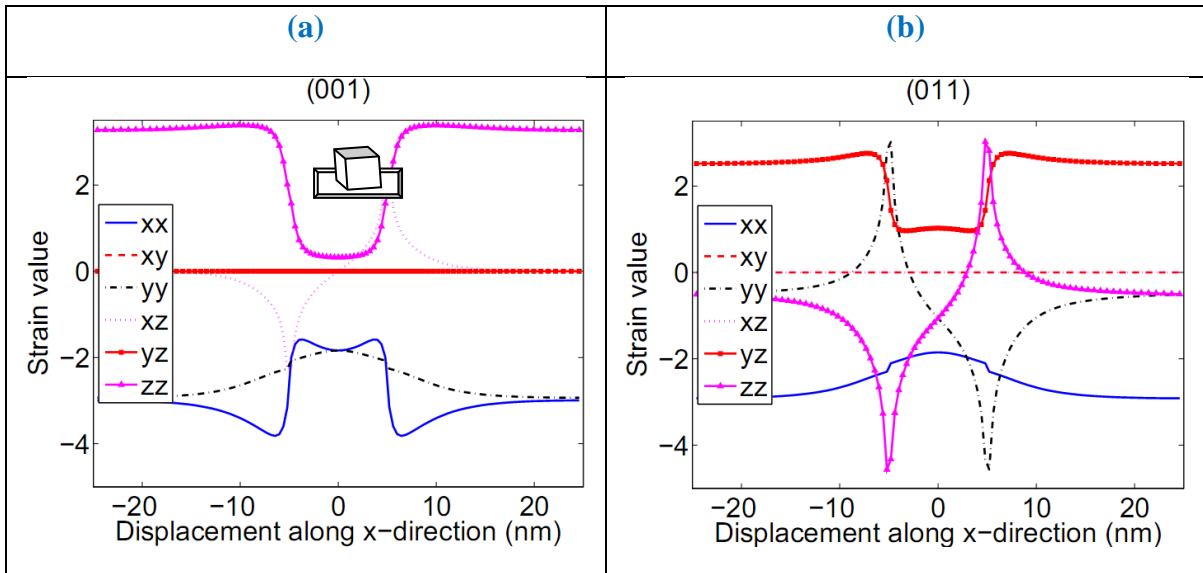 (a)
(b)
(001)
2
0
−2
−4
Strain value
xx
xy
yy
xz
yz
zz
−20 −10 0 10 20
Displacement along x−direction (nm)
(011)
2
0
−2
−4
Strain value
xx
xy
yy
xz
yz
zz
−20 −10 0 10 20
Displacement along x−direction (nm)